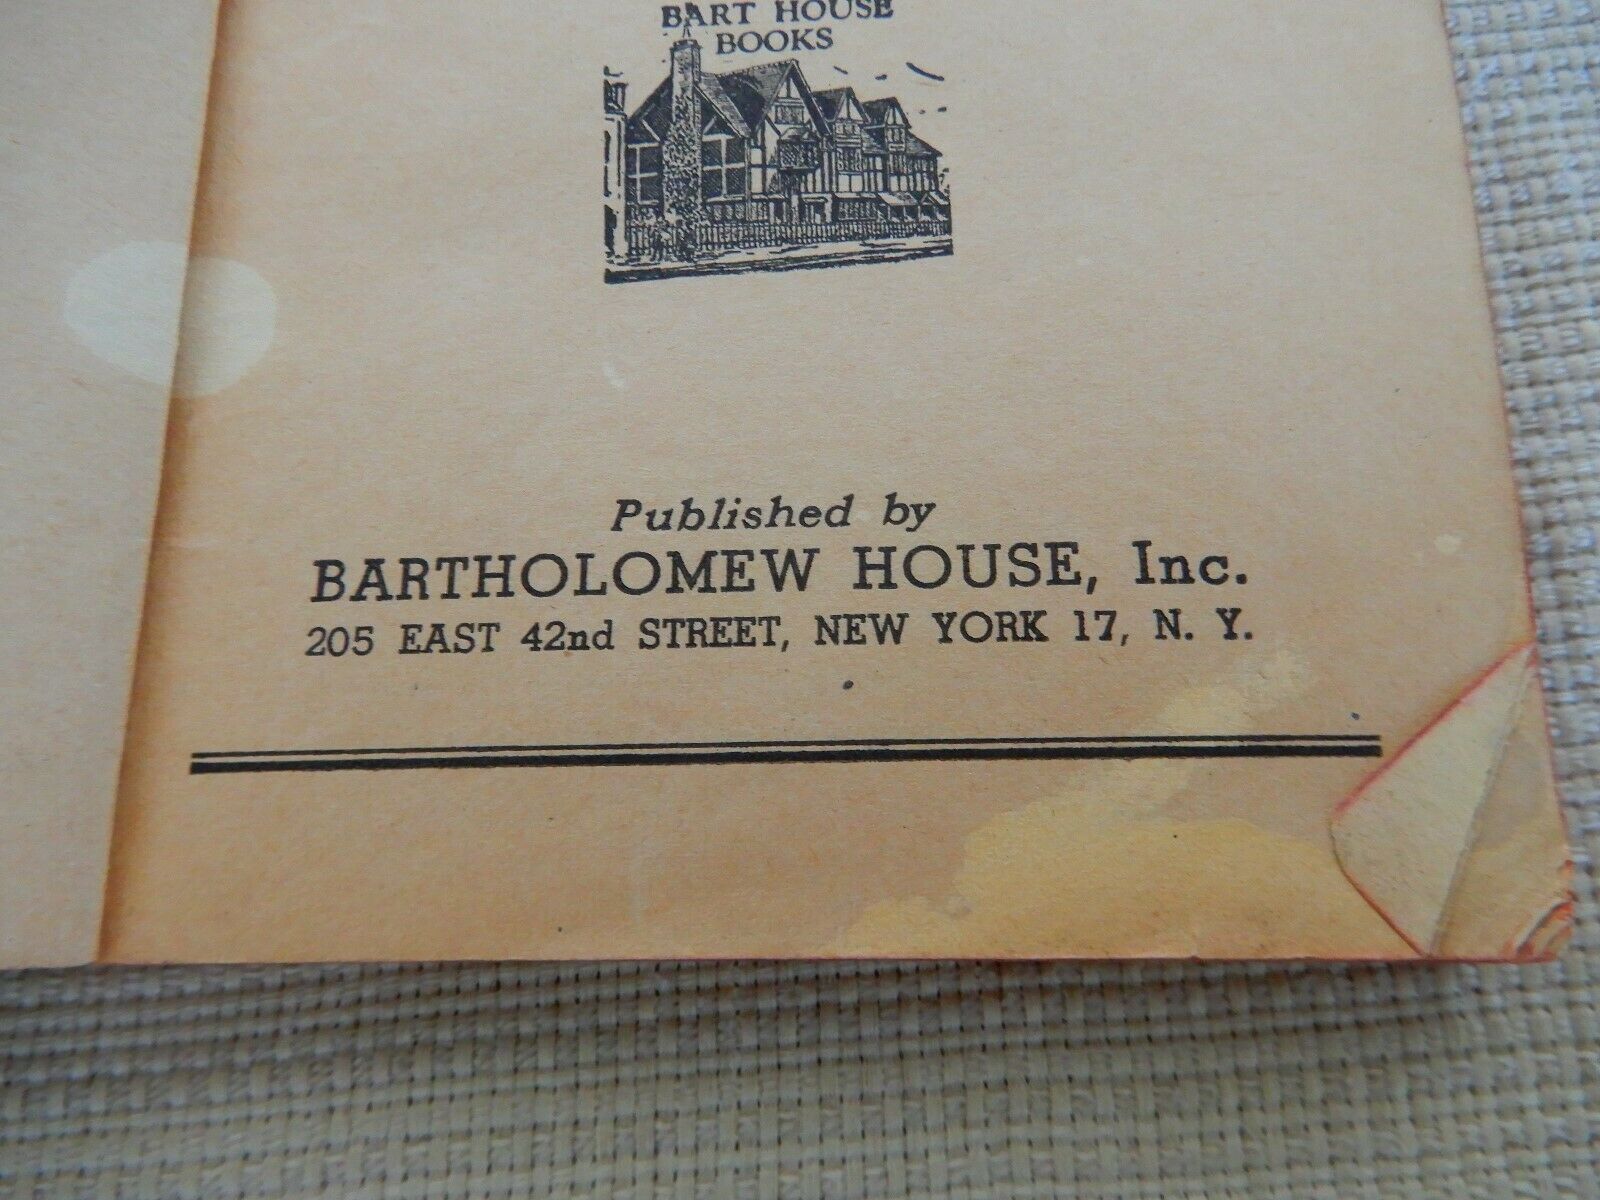 BART HOUSE
BOOKS
Published by
BARTHOLOMEW HOUSE, Inc.
205 EAST 42nd STREET, NEW YORK 17, N. Y.